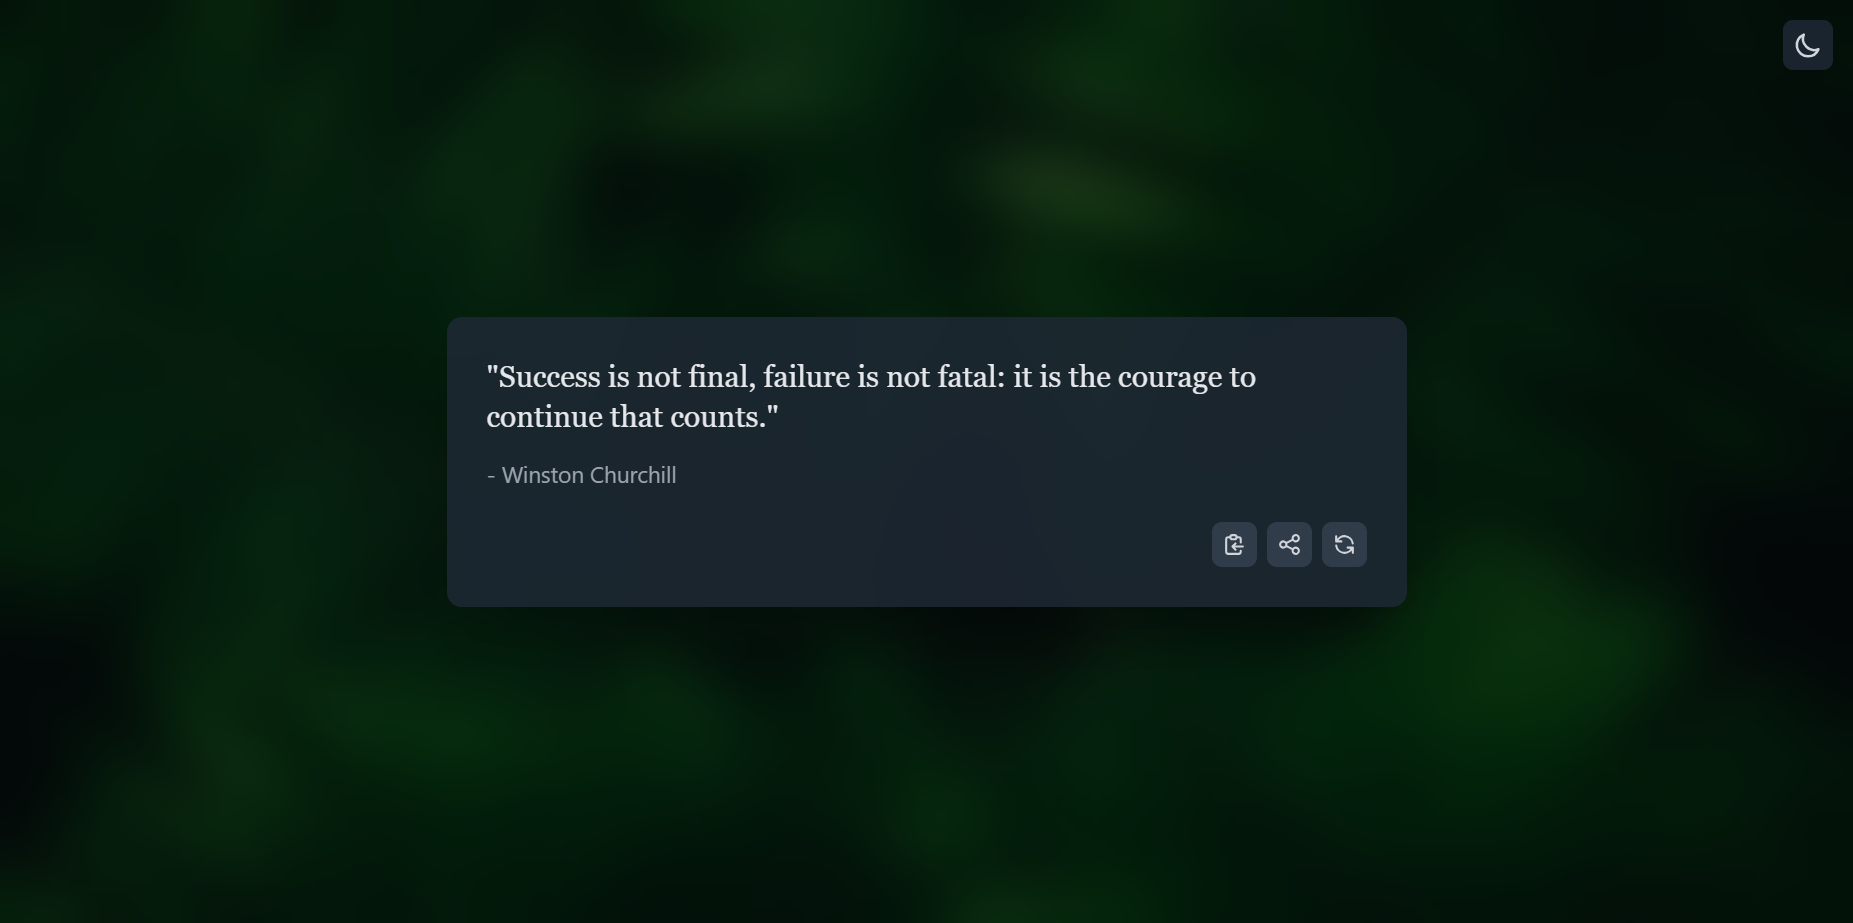 "Success is not final, failure is not fatal: it is the courage to
continue that counts."
- Winston Churchill